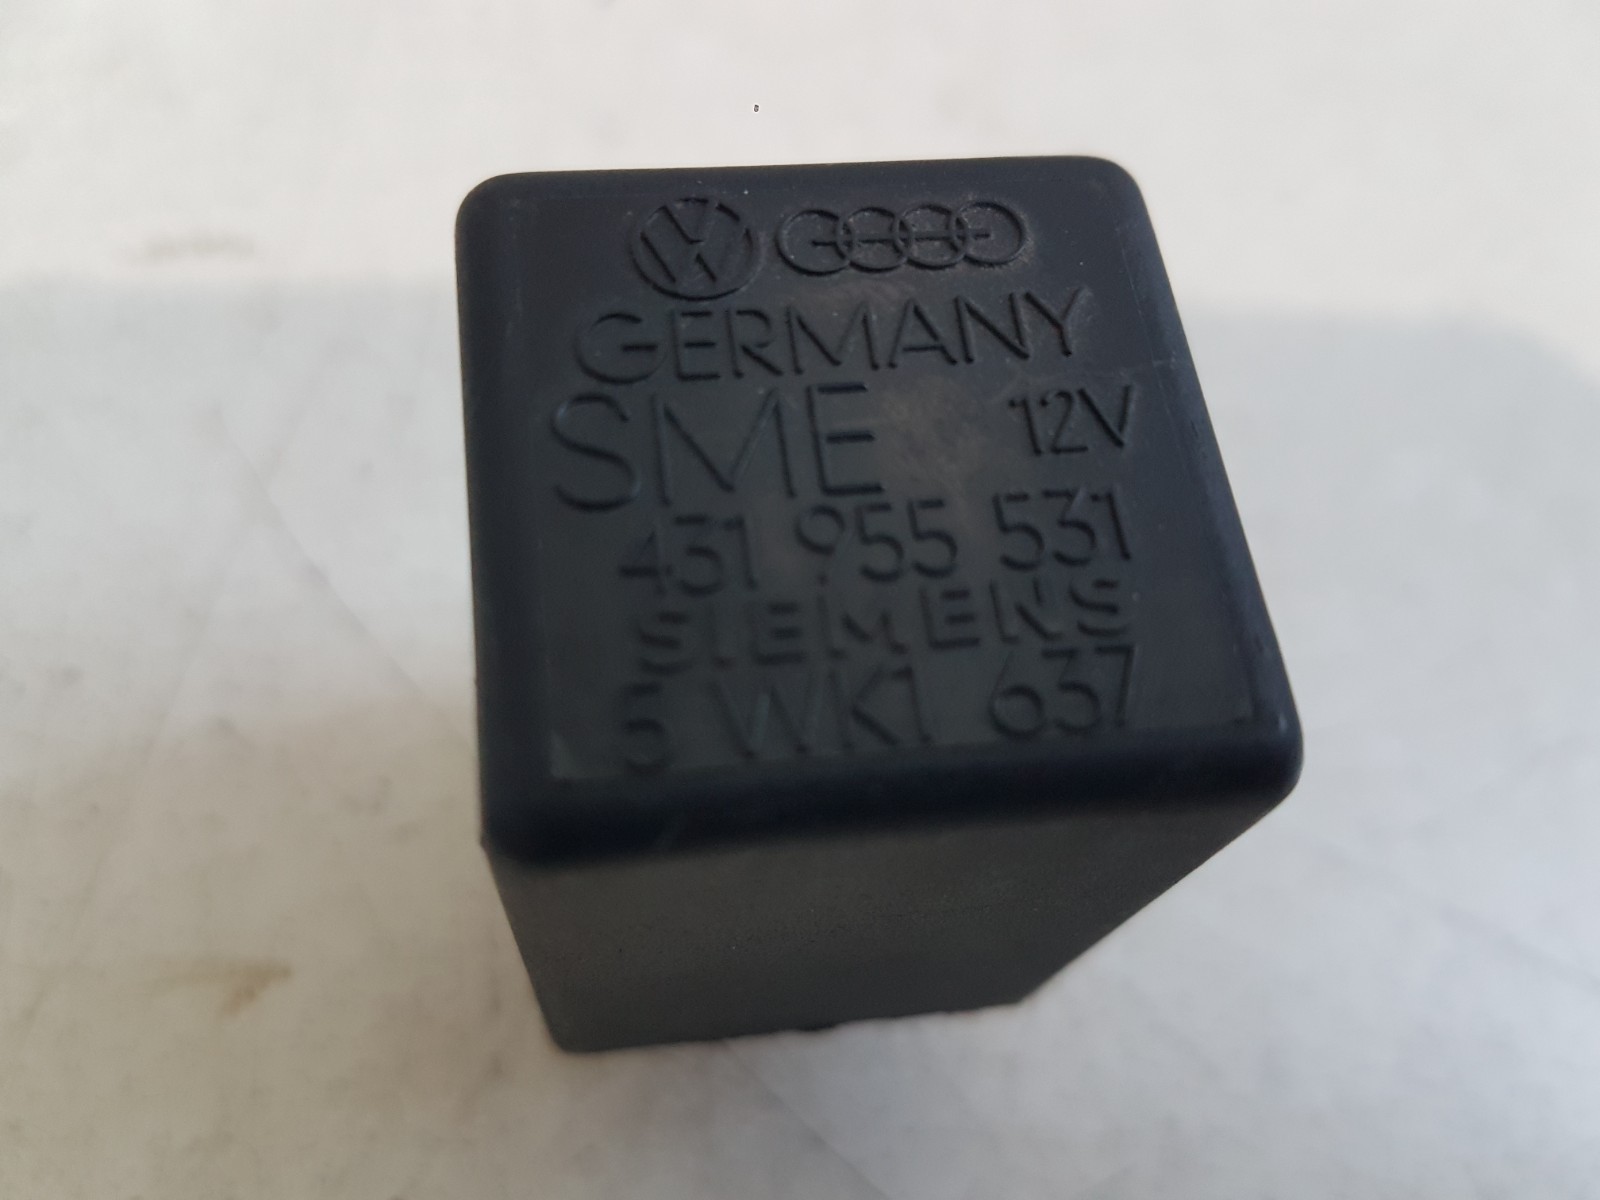 GERMANY
SME 12V
431 955 531
SIEMENS
5 WK1 637